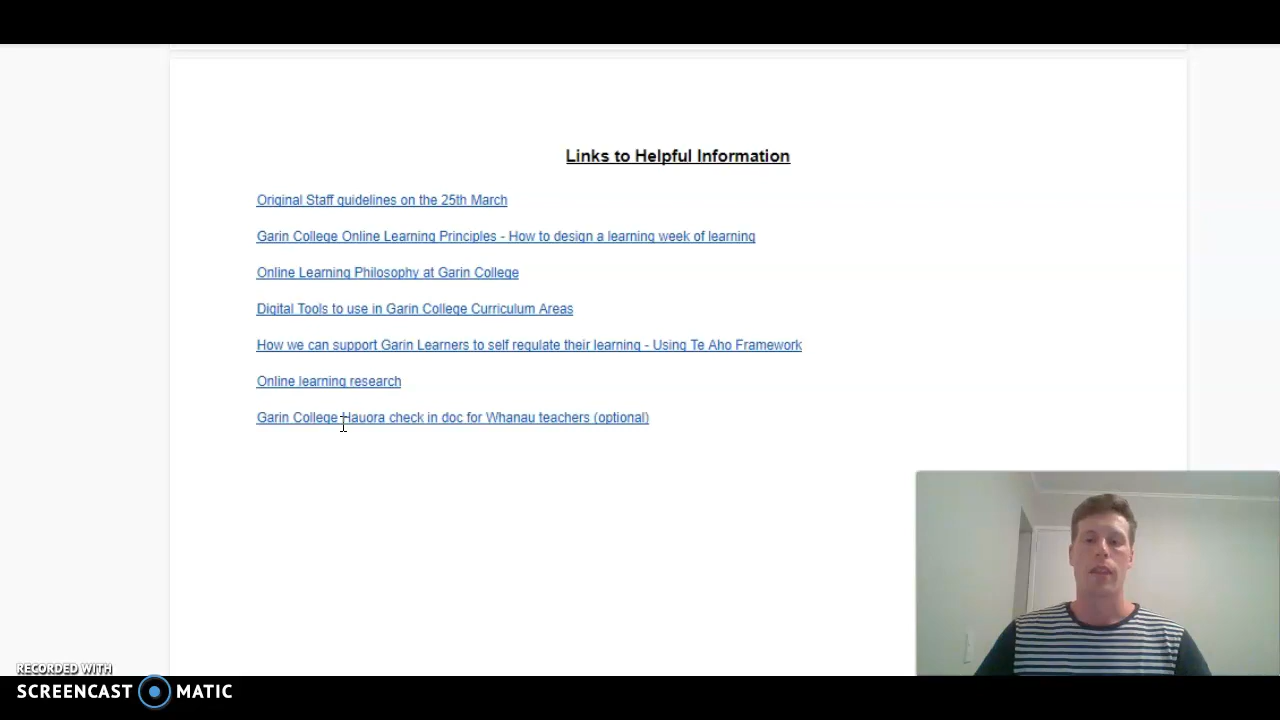 Links to Helpful Information
Original Staff guidelines on the 25th March
Garin College Online Learning Principles - How to design a learning week of learning
Online Learning Philosophy at Garin College
Digital Tools to use in Garin College Curriculum Areas
How we can support Garin Learners to self regulate their learning - Using Te Aho Framework
Online learning research
Garin College Hauora check in doc for Whanau teachers (optional)
RECORDED WITH
SCREENCAST MATIC